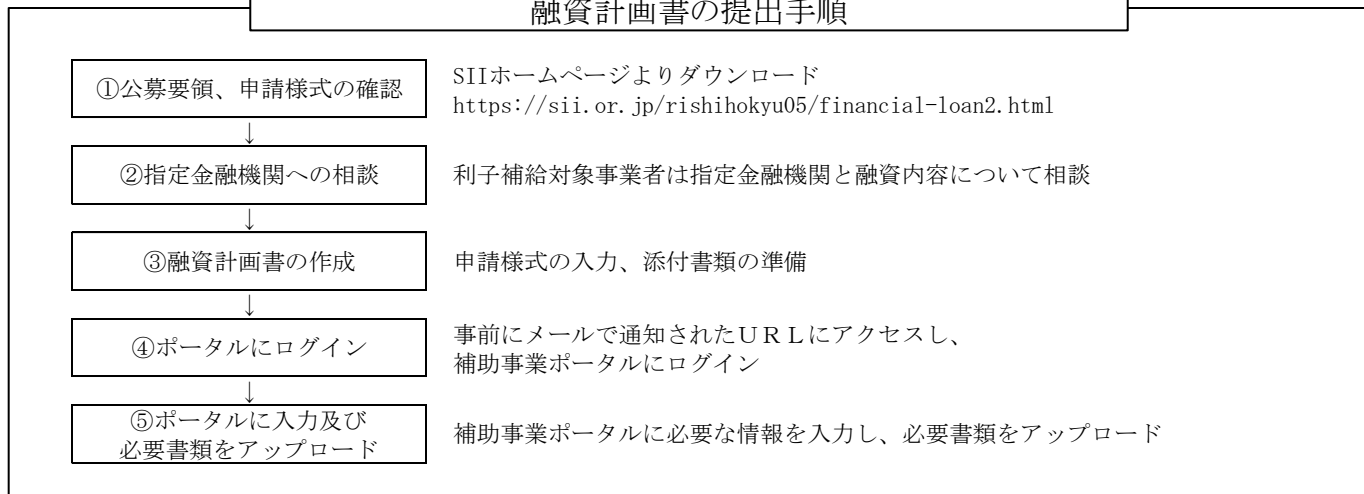 融資計画書の提出手順
①公募要領、申請様式の確認
SIIホームページよりダウンロード
https://sii.or.jp/rishihokyu05/financial-loan2.html
↓
②指定金融機関への相談
利子補給対象事業者は指定金融機関と融資内容について相談
↓
③融資計画書の作成
申請様式の入力、添付書類の準備
↓
④ポータルにログイン
事前にメールで通知されたＵＲＬにアクセスし、
補助事業ポータルにログイン
↓
⑤ポータルに入力及び
必要書類をアップロード
補助事業ポータルに必要な情報を入力し、必要書類をアップロード